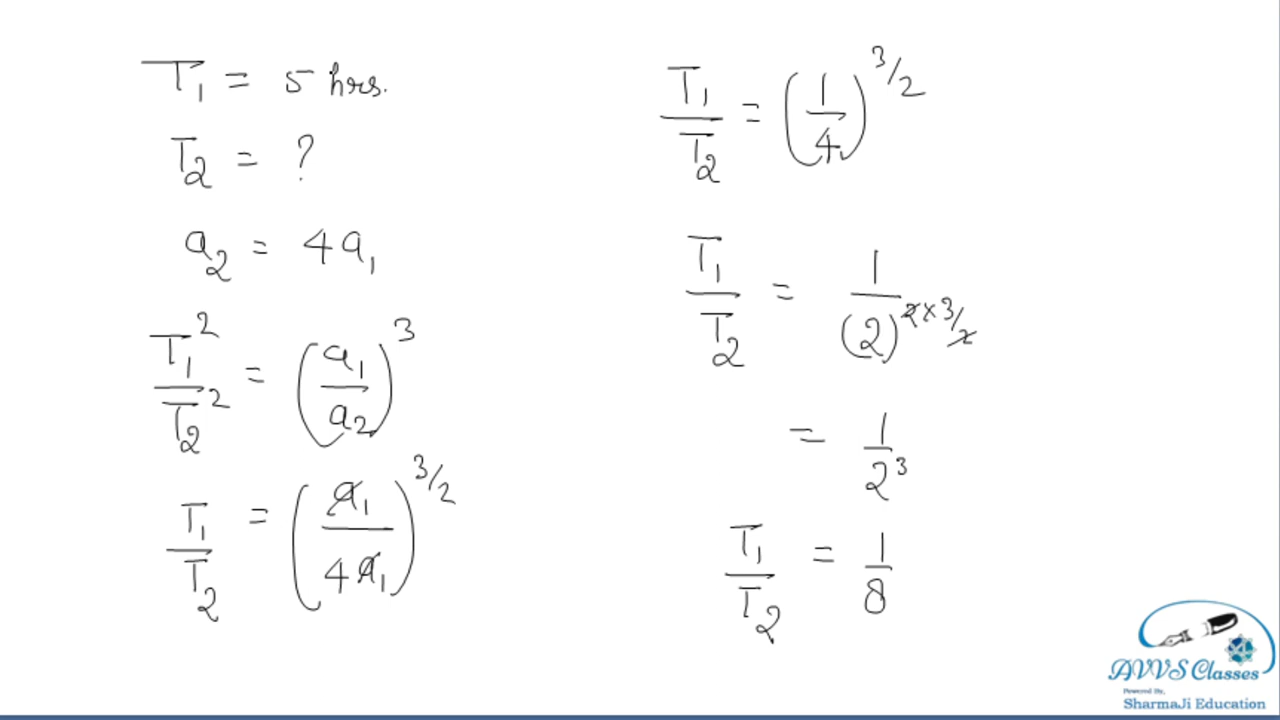 T₁ = 5 hrs.
T₂ = ?
a₂ = 4a₁
T₁²/T₂² = (a₁/a₂)³
T₁/T₂ = (a₁/4a₁)^3/2
T₁/T₂ = (1/4)^3/2
T₁/T₂ = 1/(2)^2×3/2
= 1/2³
T₁/T₂ = 1/8
AVVS Classes
Powered By,
SharmaJi Education